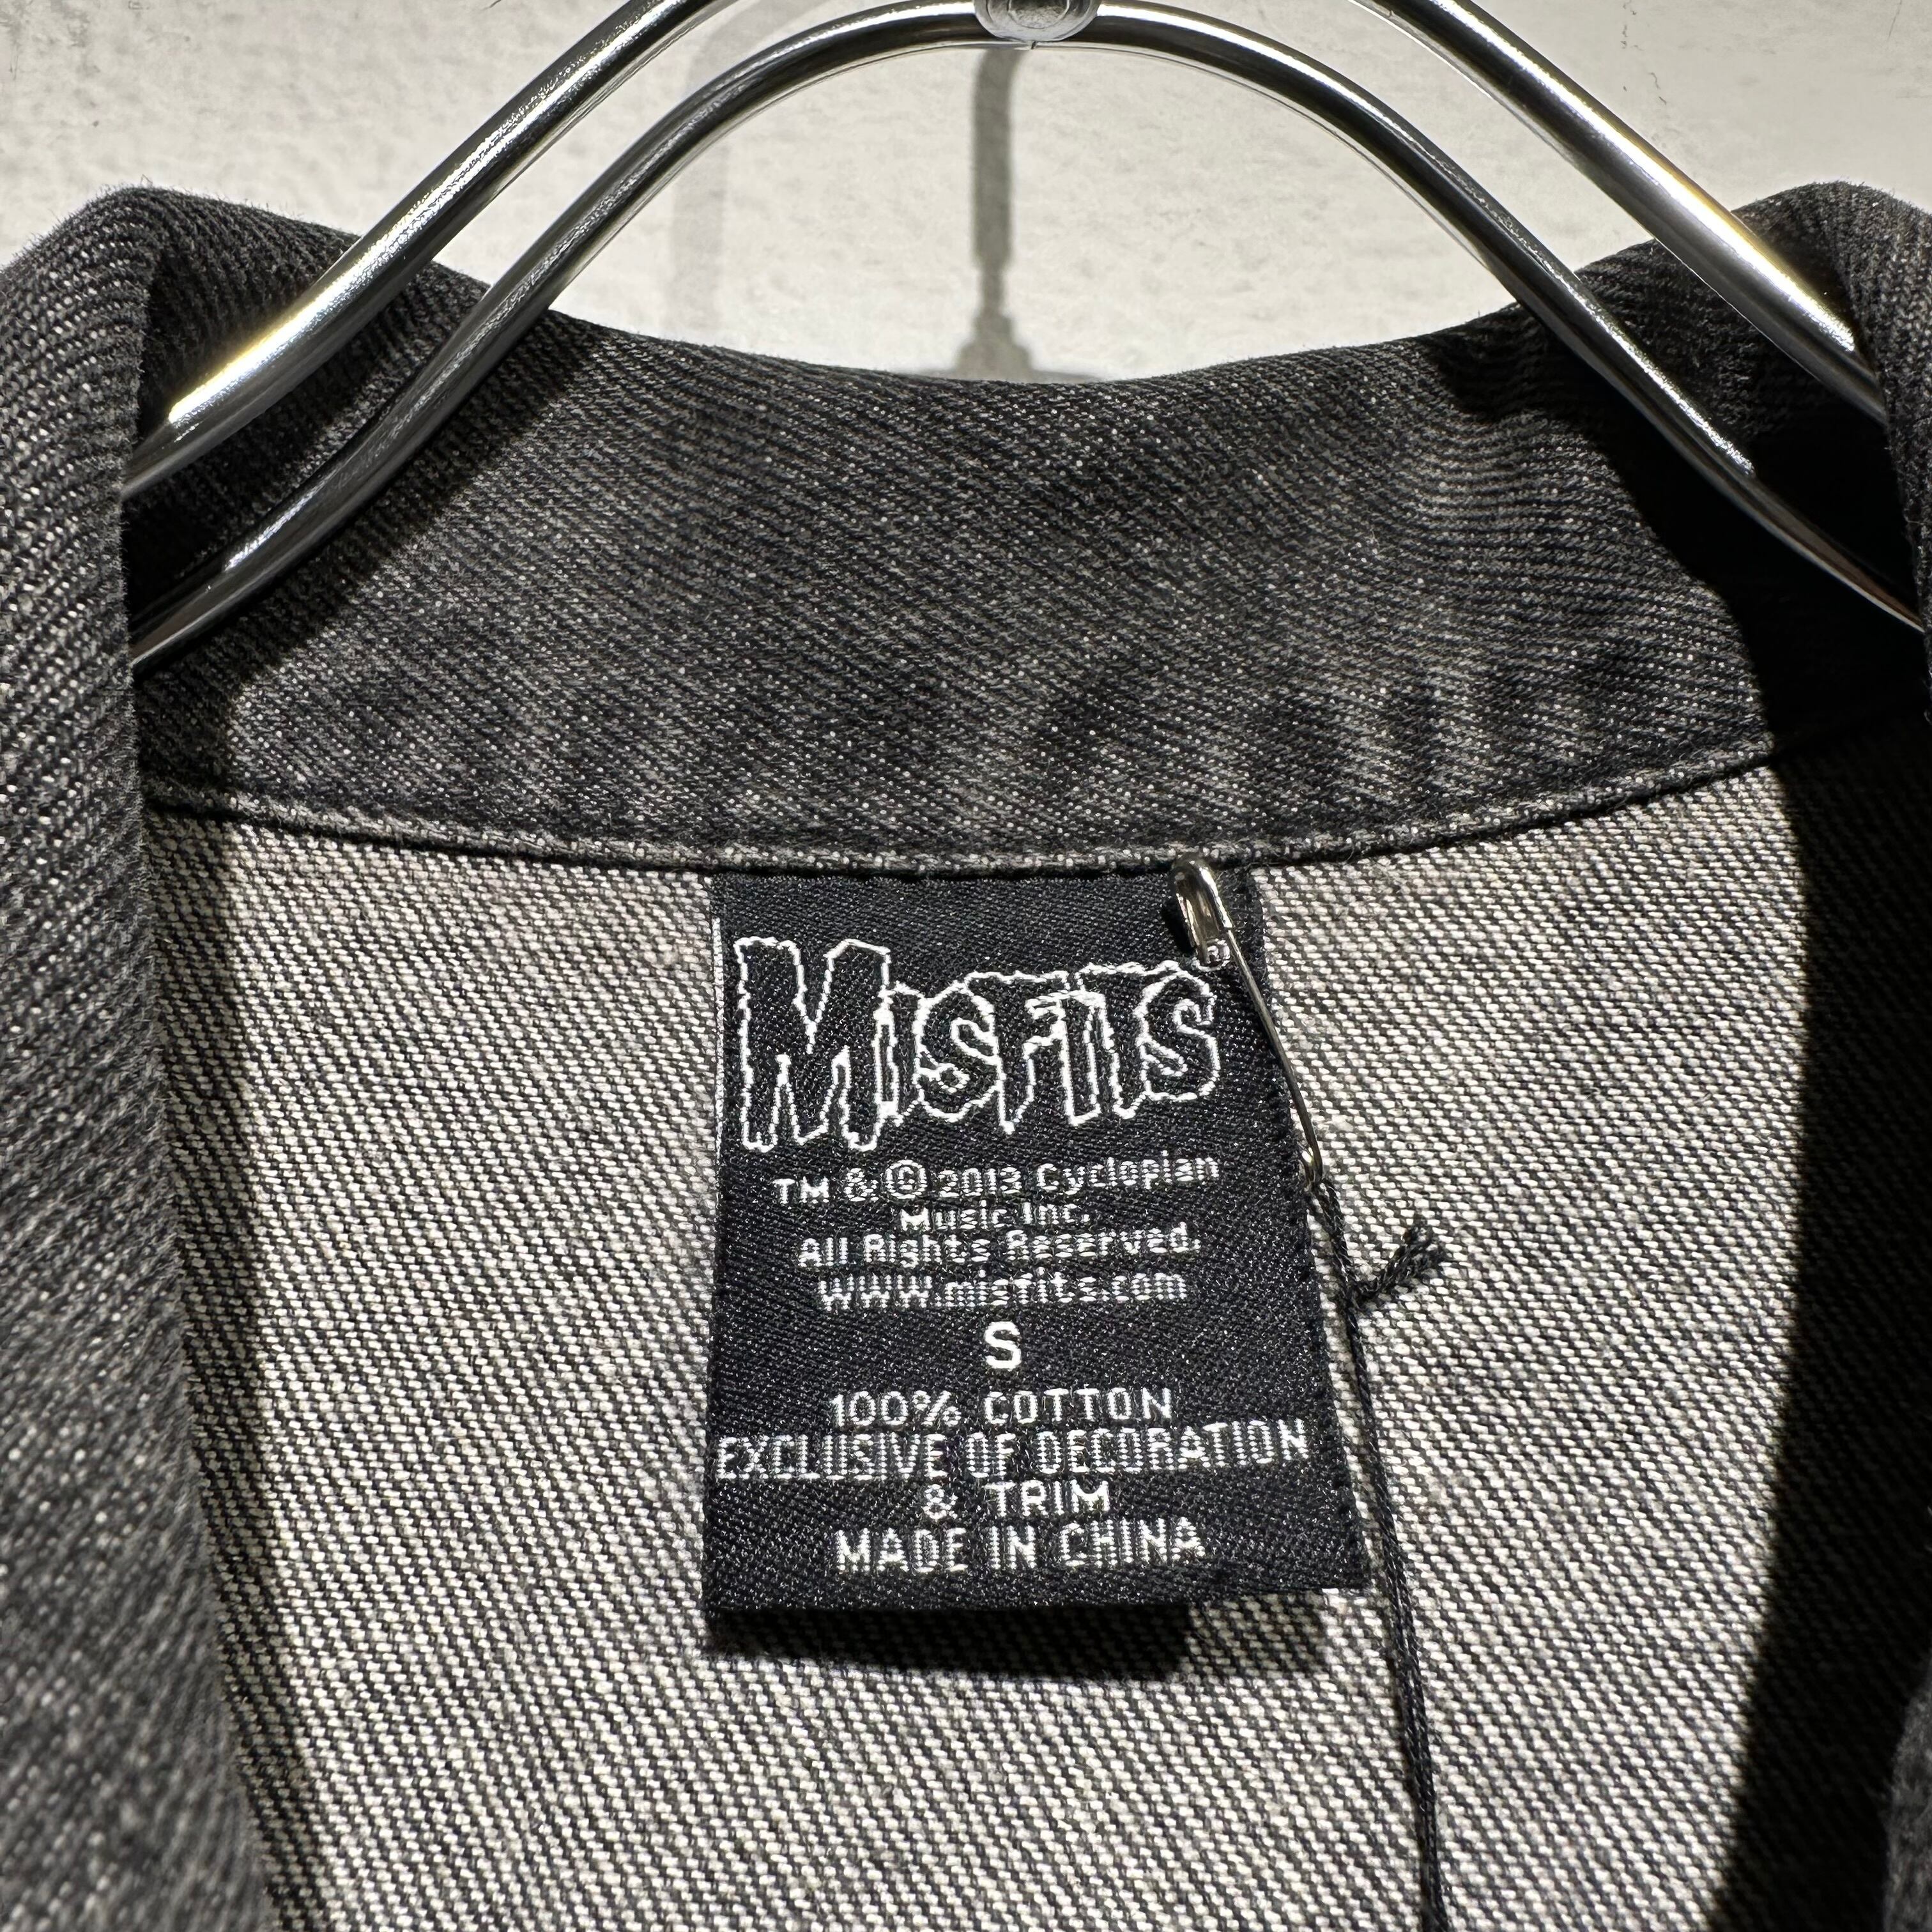 MISFITS
TM & © 2013 Cyclopian
Music Inc.
All Rights Reserved.
WWW.misfits.com
S
100% COTTON
EXCLUSIVE OF DECORATION
& TRIM
MADE IN CHINA